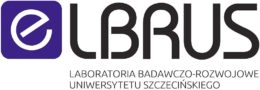 eLBRUS
LABORATORIA BADAWCZO-ROZWOJOWE
UNIWERSYTETU SZCZECIŃSKIEGO